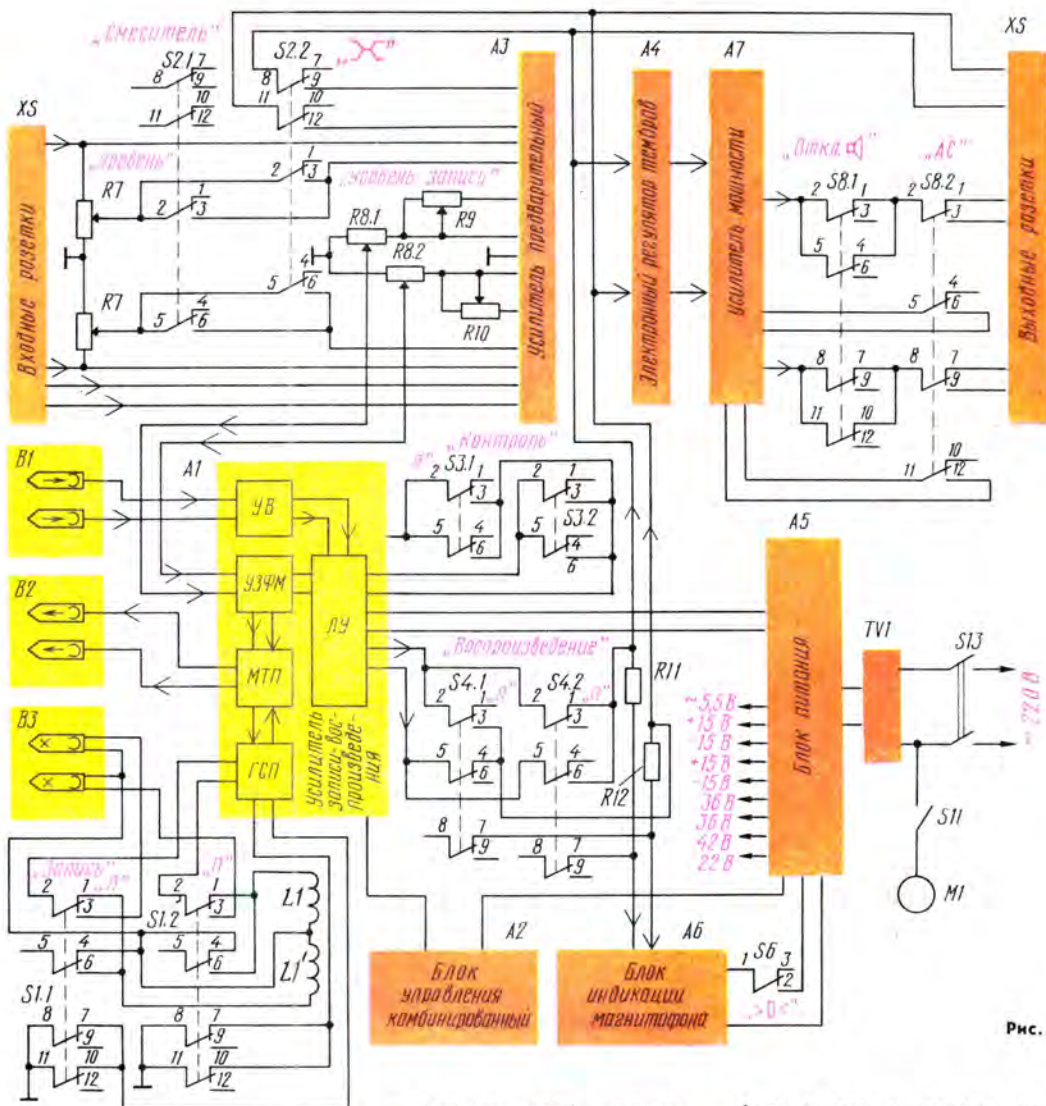 „Смеситель"
S2.1
S2.2
A3
A4
A7
XS
XS
Входные розетки
„Уровень"
R7
R7
„Уровень записи"
R8.1
R8.2
R9
R10
Усилитель предварительный
Электронный регулятор тембров
Усилитель мощности
„Откл.
S8.1
„АС"
S8.2
Выходные розетки
B1
A1
УВ
УЗФМ
МТП
ГСП
ЛУ
Усилитель
записи-вос-
произведе-
ния
B2
B3
„Контроль"
S3.1
S3.2
„Воспроизведение"
S4.1
„Л"
S4.2
„П"
R11
R12
A5
Блок питания
TV1
S13
~220 В
S11
M1
~5,5 В
+15 В
-15 В
+15 В
-15 В
36 В
36 В
42 В
22 В
„Запись"
„Л"
„П"
S1.2
S1.1
L1
L1'
A2
Блок
управления
комбинированный
A6
Блок
индикации
магнитофона
S6
„>0<"
Рис.